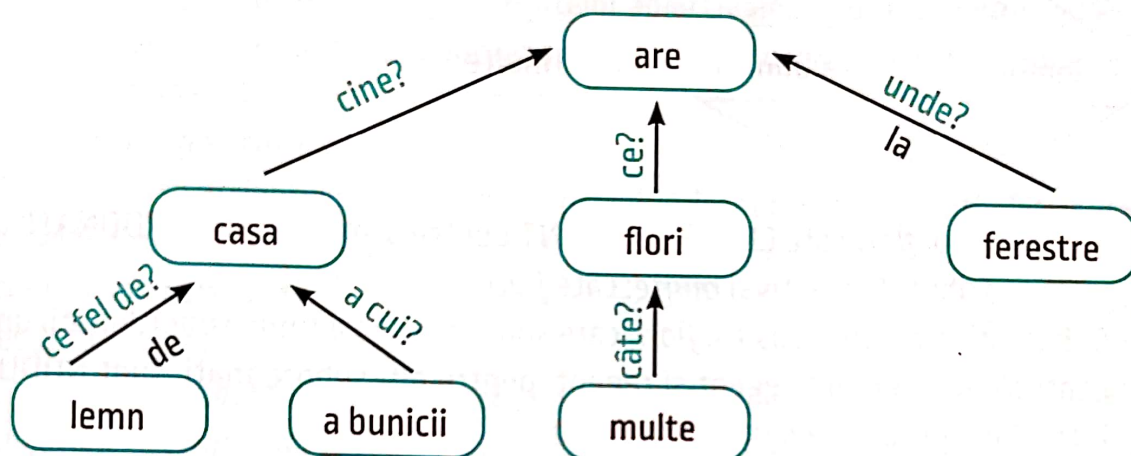 are
cine?
unde?
la
ce?
casa
flori
ferestre
ce fel de?
de
a cui?
câte?
lemn
a bunicii
multe